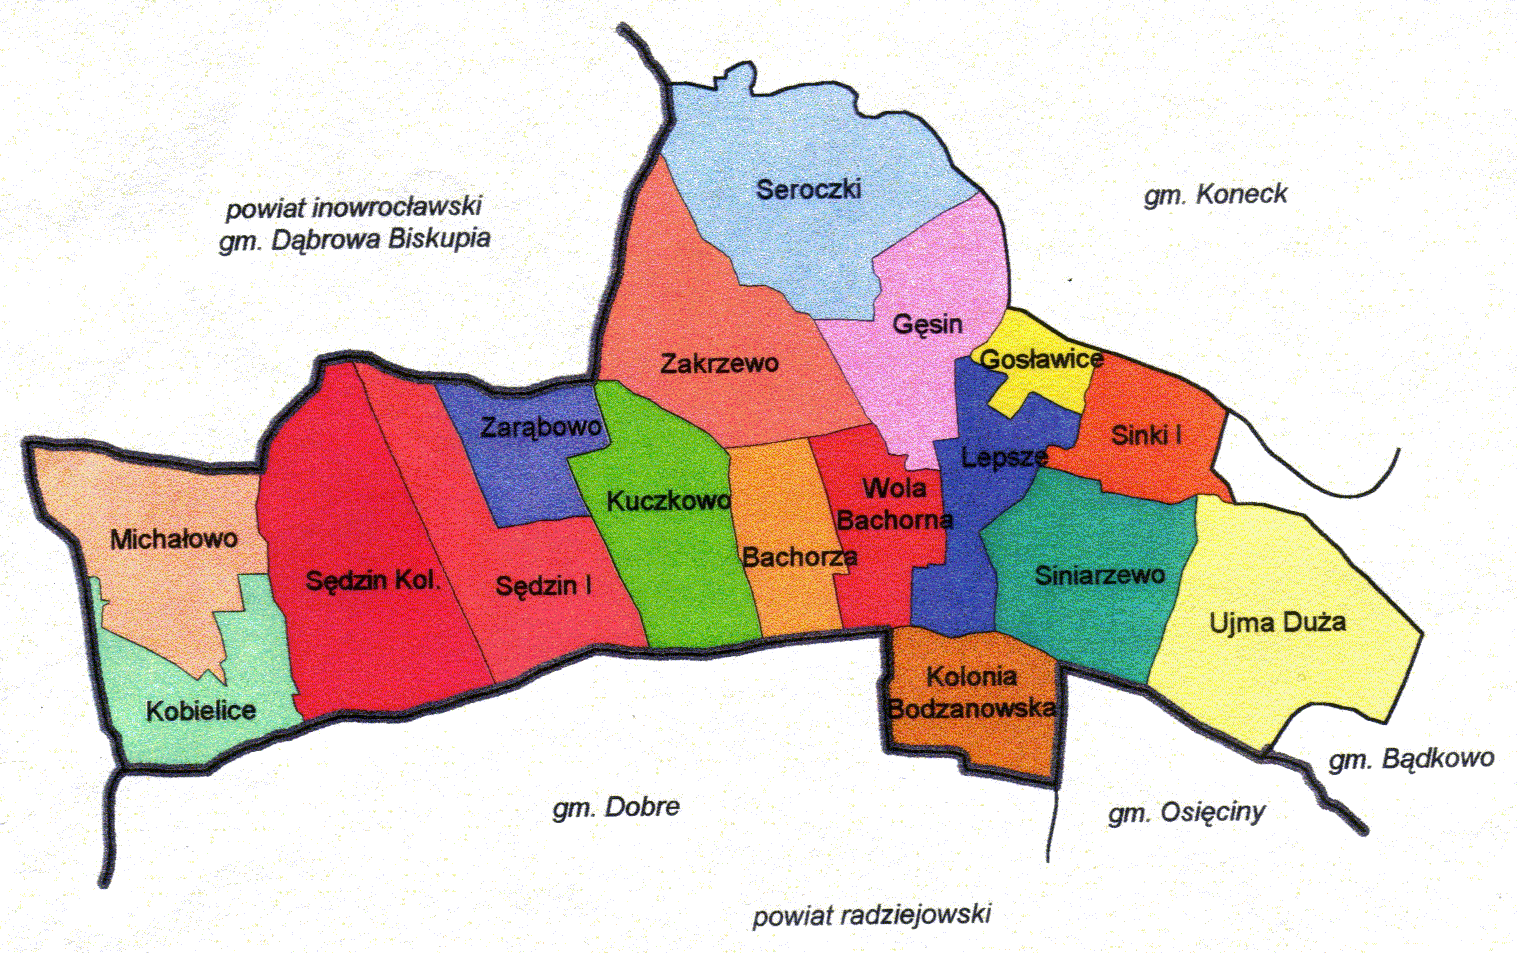 Seroczki
gm. Koneck
powiat inowrocławski
gm. Dąbrowa Biskupia
Gęsin
Gosławice
Zakrzewo
Zarąbowo
Sinki I
Lepsze
Wola
Bachorna
Kuczkowo
Michałowo
Bachorza
Sędzin Kol.
Sędzin I
Siniarzewo
Ujma Duża
Kolonia
Bodzanowska
Kobielice
gm. Bądkowo
gm. Dobre
gm. Osięciny
powiat radziejowski